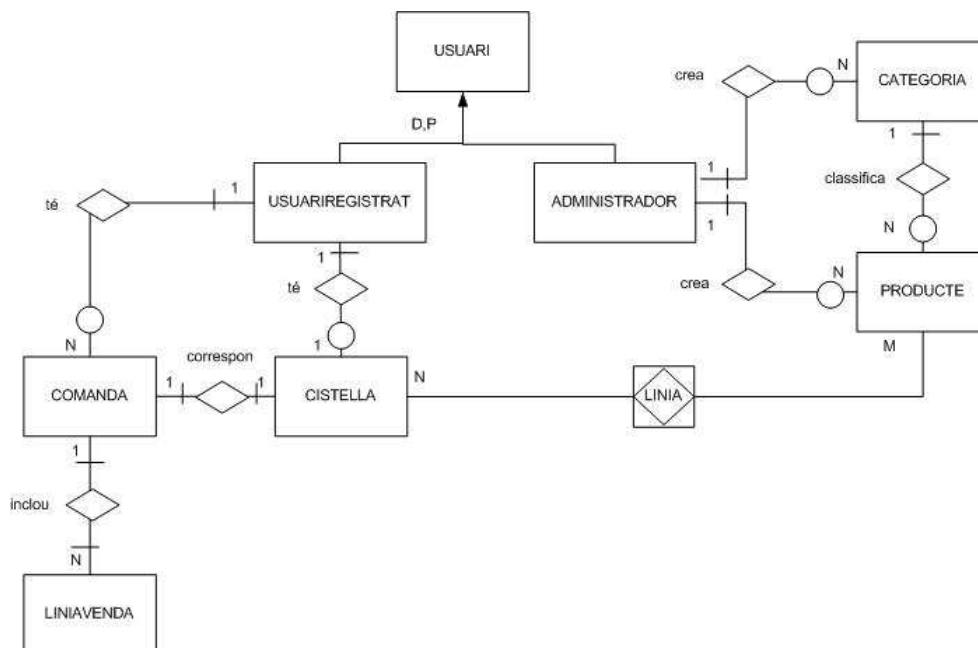 USUARI
D,P
crea
N
CATEGORIA
1
1
classifica
N
té
1
USUARIREGISTRAT
ADMINISTRADOR
1
1
té
crea
N
PRODUCTE
M
N
1
correspon
COMANDA
1
1
CISTELLA
N
LINIA
1
inclou
N
LINIAVENDA